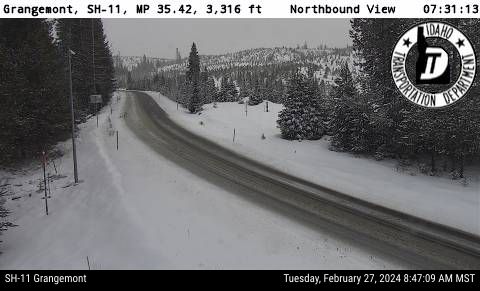 Grangemont, SH-11, MP 35.42, 3,316 ft Northbound View 07:31:13
IDAHO
TRANSPORTATION DEPARTMENT
SH-11 Grangemont Tuesday, February 27, 2024 8:47:09 AM MST